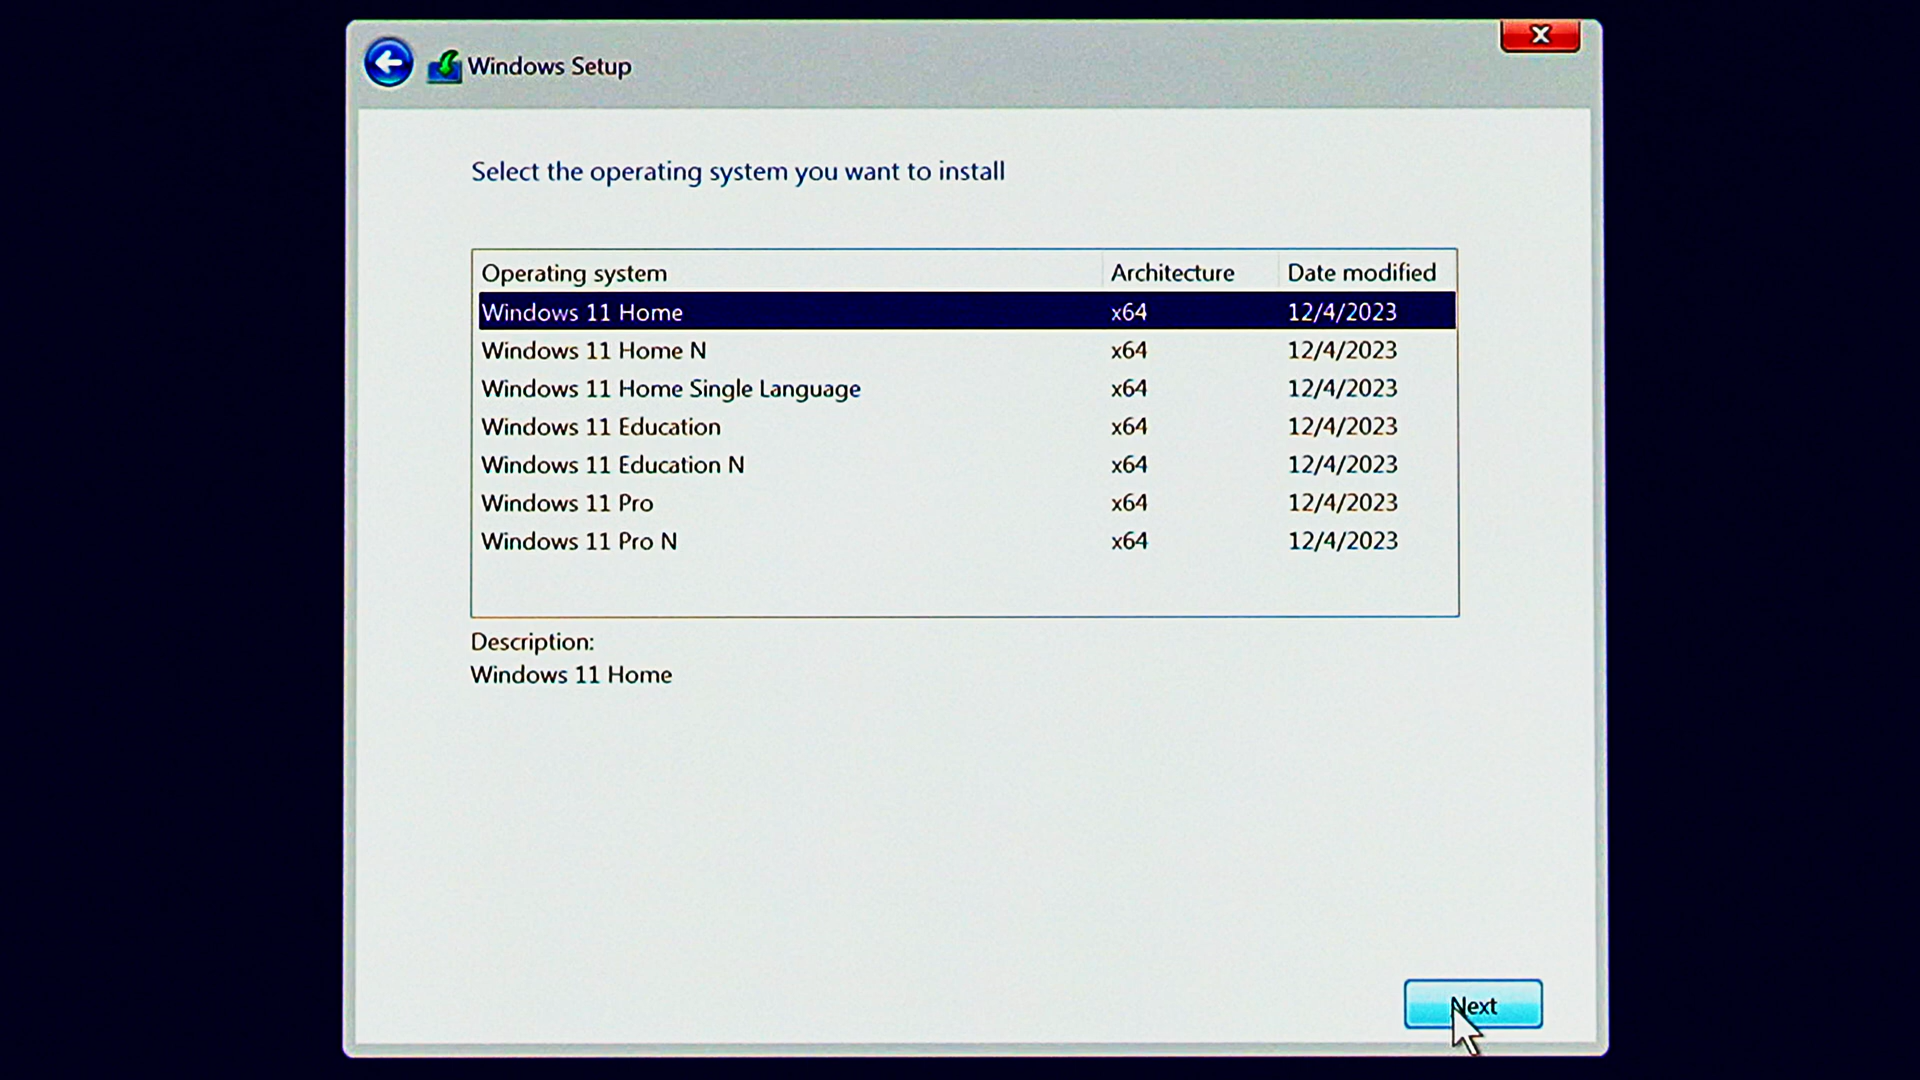 Windows Setup
Select the operating system you want to install
Operating system Architecture Date modified
Windows 11 Home x64 12/4/2023
Windows 11 Home N x64 12/4/2023
Windows 11 Home Single Language x64 12/4/2023
Windows 11 Education x64 12/4/2023
Windows 11 Education N x64 12/4/2023
Windows 11 Pro x64 12/4/2023
Windows 11 Pro N x64 12/4/2023
Description:
Windows 11 Home
Next